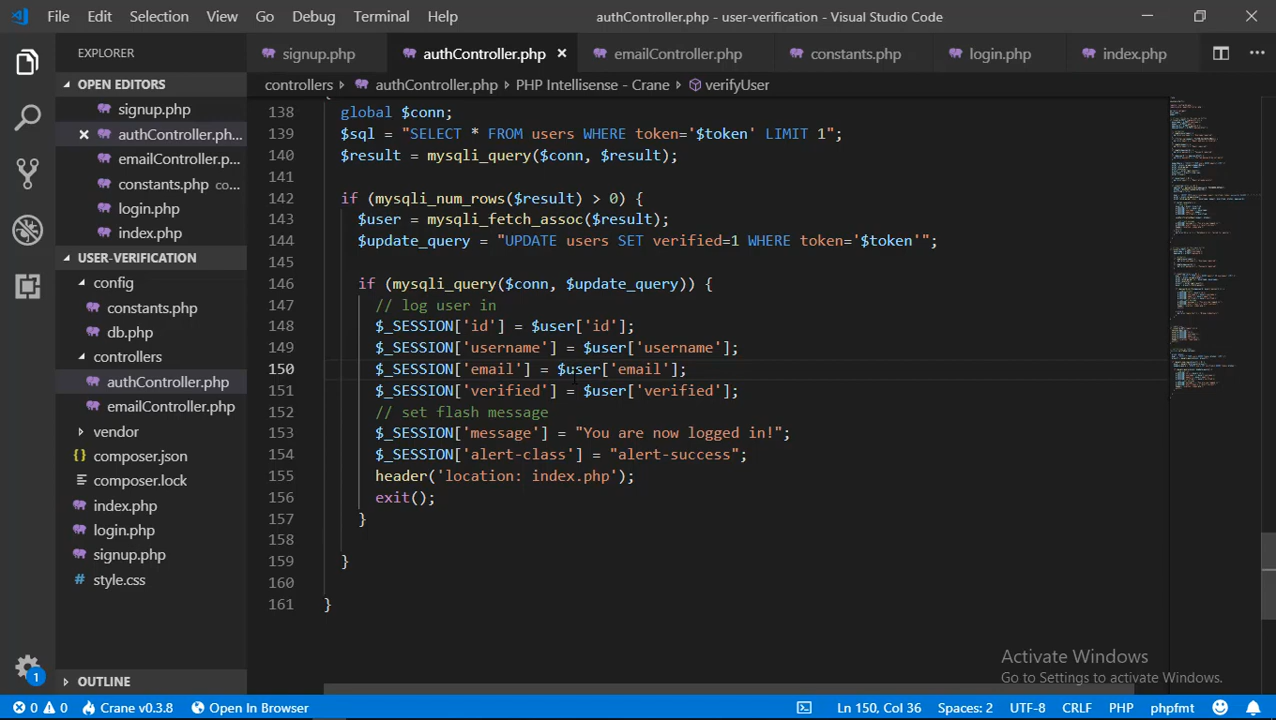 File Edit Selection View Go Debug Terminal Help authController.php - user-verification - Visual Studio Code
EXPLORER
signup.php authController.php emailController.php constants.php login.php index.php
OPEN EDITORS
signup.php
authController.ph...
emailController.p...
constants.php co...
login.php
index.php
USER-VERIFICATION
config
constants.php
db.php
controllers
authController.php
emailController.php
vendor
composer.json
composer.lock
index.php
login.php
signup.php
style.css
OUTLINE
controllers authController.php PHP Intellisense - Crane verifyUser
138 global $conn;
139 $sql = "SELECT * FROM users WHERE token='$token' LIMIT 1";
140 $result = mysqli_query($conn, $result);
141
142 if (mysqli_num_rows($result) > 0) {
143 $user = mysqli_fetch_assoc($result);
144 $update_query = "UPDATE users SET verified=1 WHERE token='$token'";
145
146 if (mysqli_query($conn, $update_query)) {
147 // log user in
148 $_SESSION['id'] = $user['id'];
149 $_SESSION['username'] = $user['username'];
150 $_SESSION['email'] = $user['email'];
151 $_SESSION['verified'] = $user['verified'];
152 // set flash message
153 $_SESSION['message'] = "You are now logged in!";
154 $_SESSION['alert-class'] = "alert-success";
155 header('location: index.php');
156 exit();
157 }
158
159 }
160
161 }
Activate Windows
Go to Settings to activate Windows.
1
0 0 Crane v0.3.8 Open In Browser Ln 150, Col 36 Spaces: 2 UTF-8 CRLF PHP phpfmt